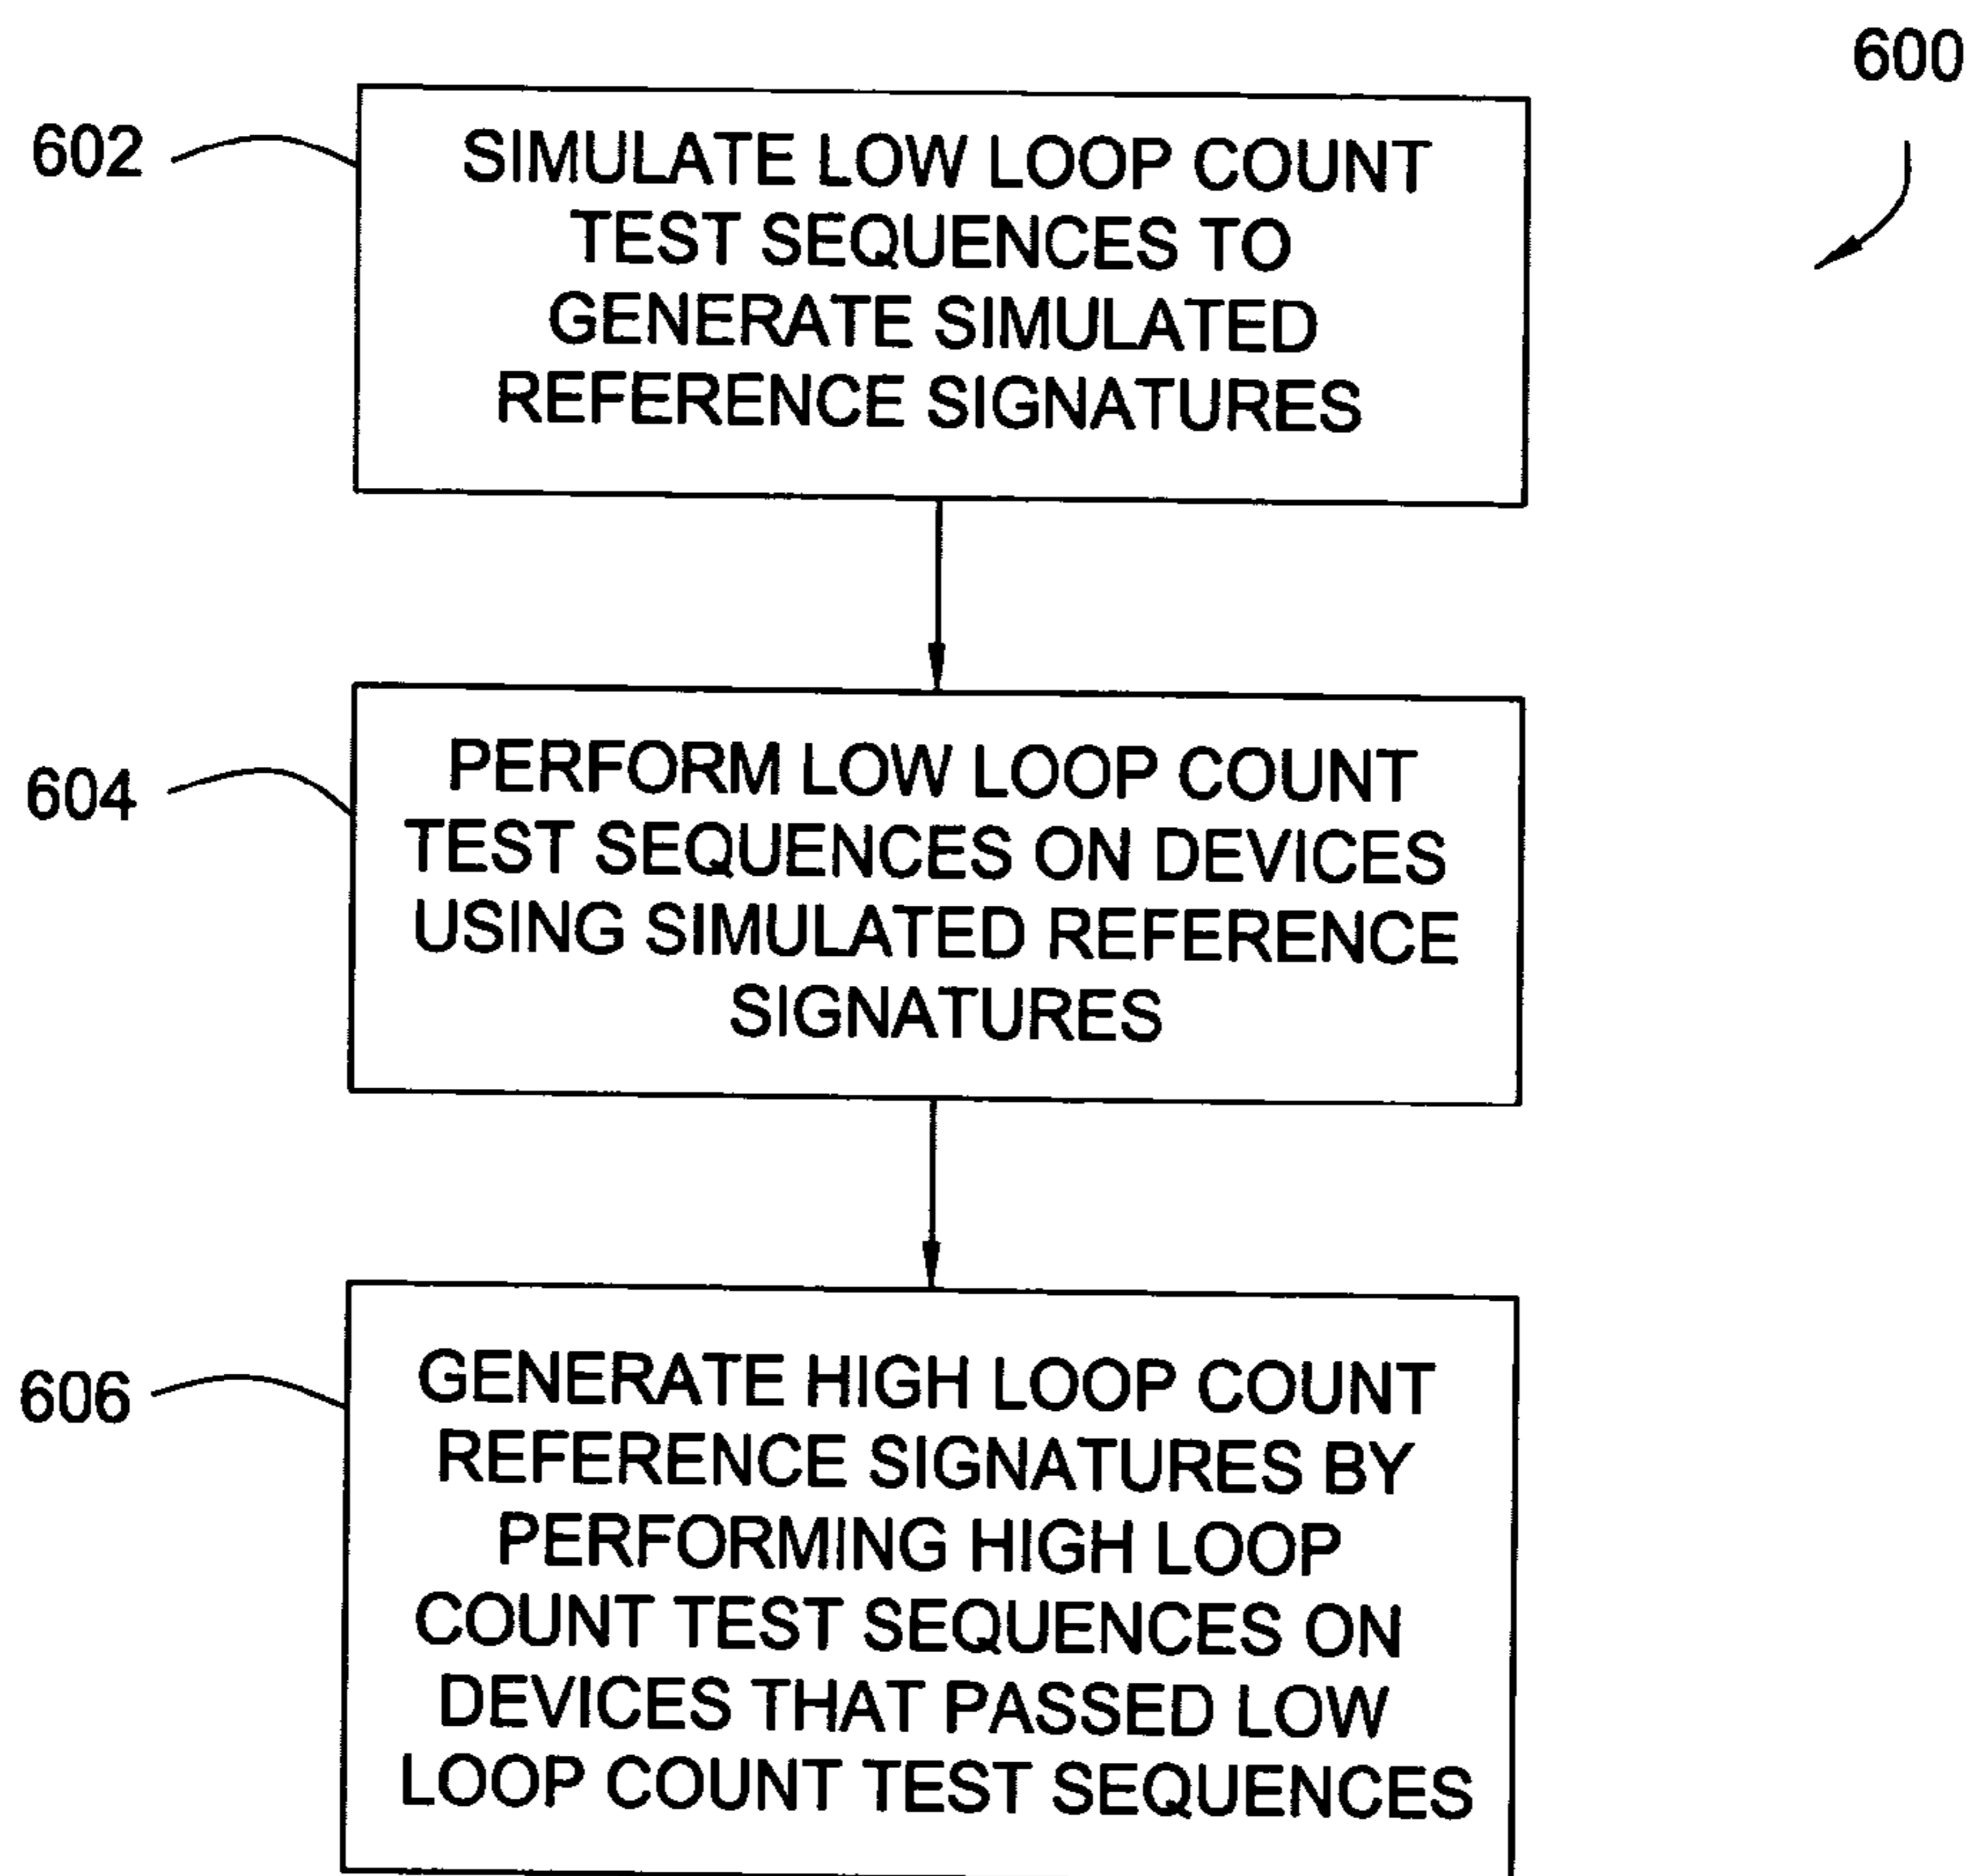 600
602
SIMULATE LOW LOOP COUNT
TEST SEQUENCES TO
GENERATE SIMULATED
REFERENCE SIGNATURES
604
PERFORM LOW LOOP COUNT
TEST SEQUENCES ON DEVICES
USING SIMULATED REFERENCE
SIGNATURES
606
GENERATE HIGH LOOP COUNT
REFERENCE SIGNATURES BY
PERFORMING HIGH LOOP
COUNT TEST SEQUENCES ON
DEVICES THAT PASSED LOW
LOOP COUNT TEST SEQUENCES